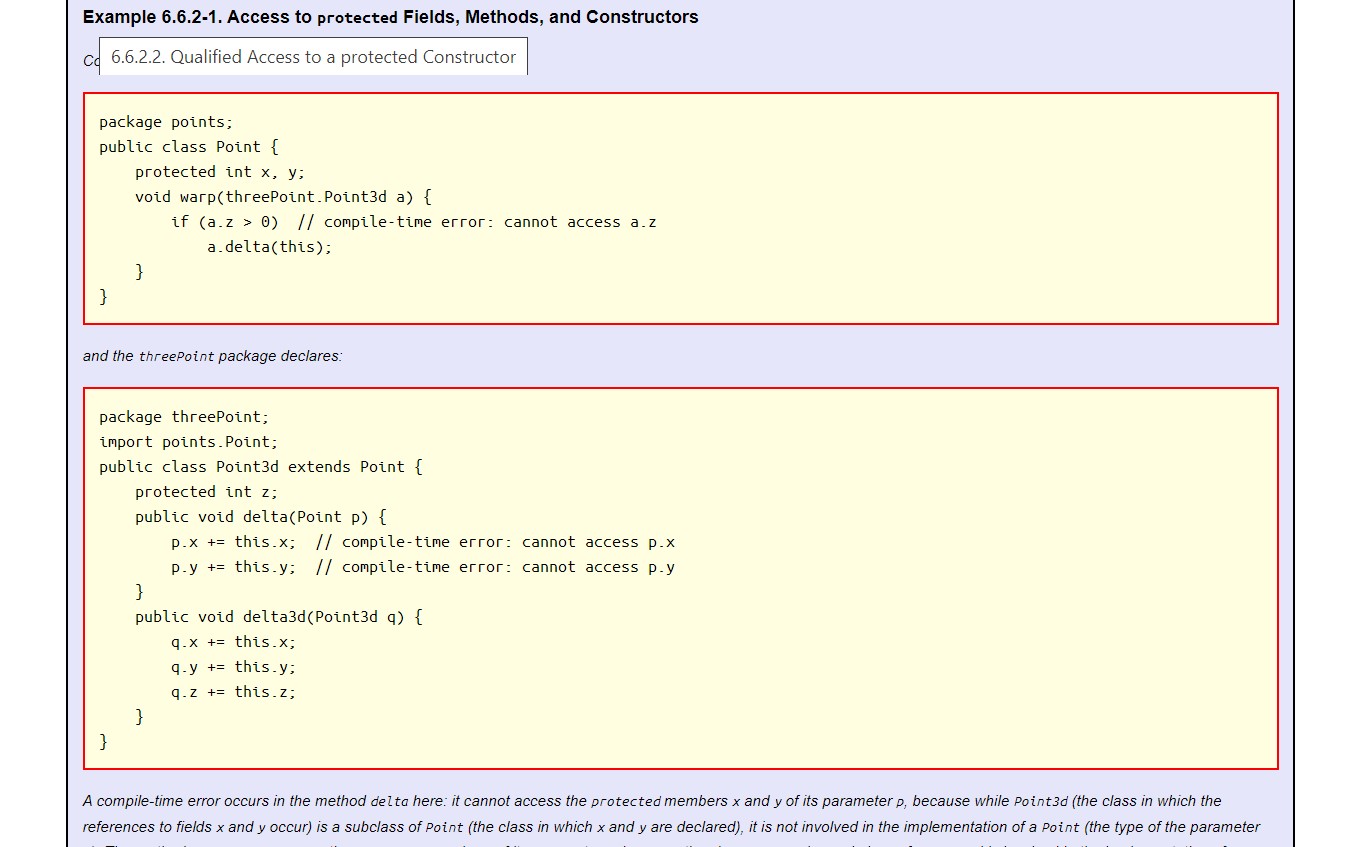 Example 6.6.2-1. Access to protected Fields, Methods, and Constructors
6.6.2.2. Qualified Access to a protected Constructor
package points;
public class Point {
    protected int x, y;
    void warp(threePoint.Point3d a) {
        if (a.z > 0)  // compile-time error: cannot access a.z
            a.delta(this);
    }
}
and the threePoint package declares:
package threePoint;
import points.Point;
public class Point3d extends Point {
    protected int z;
    public void delta(Point p) {
        p.x += this.x;  // compile-time error: cannot access p.x
        p.y += this.y;  // compile-time error: cannot access p.y
    }
    public void delta3d(Point3d q) {
        q.x += this.x;
        q.y += this.y;
        q.z += this.z;
    }
}
A compile-time error occurs in the method delta here: it cannot access the protected members x and y of its parameter p, because while Point3d (the class in which the
references to fields x and y occur) is a subclass of Point (the class in which x and y are declared), it is not involved in the implementation of a Point (the type of the parameter